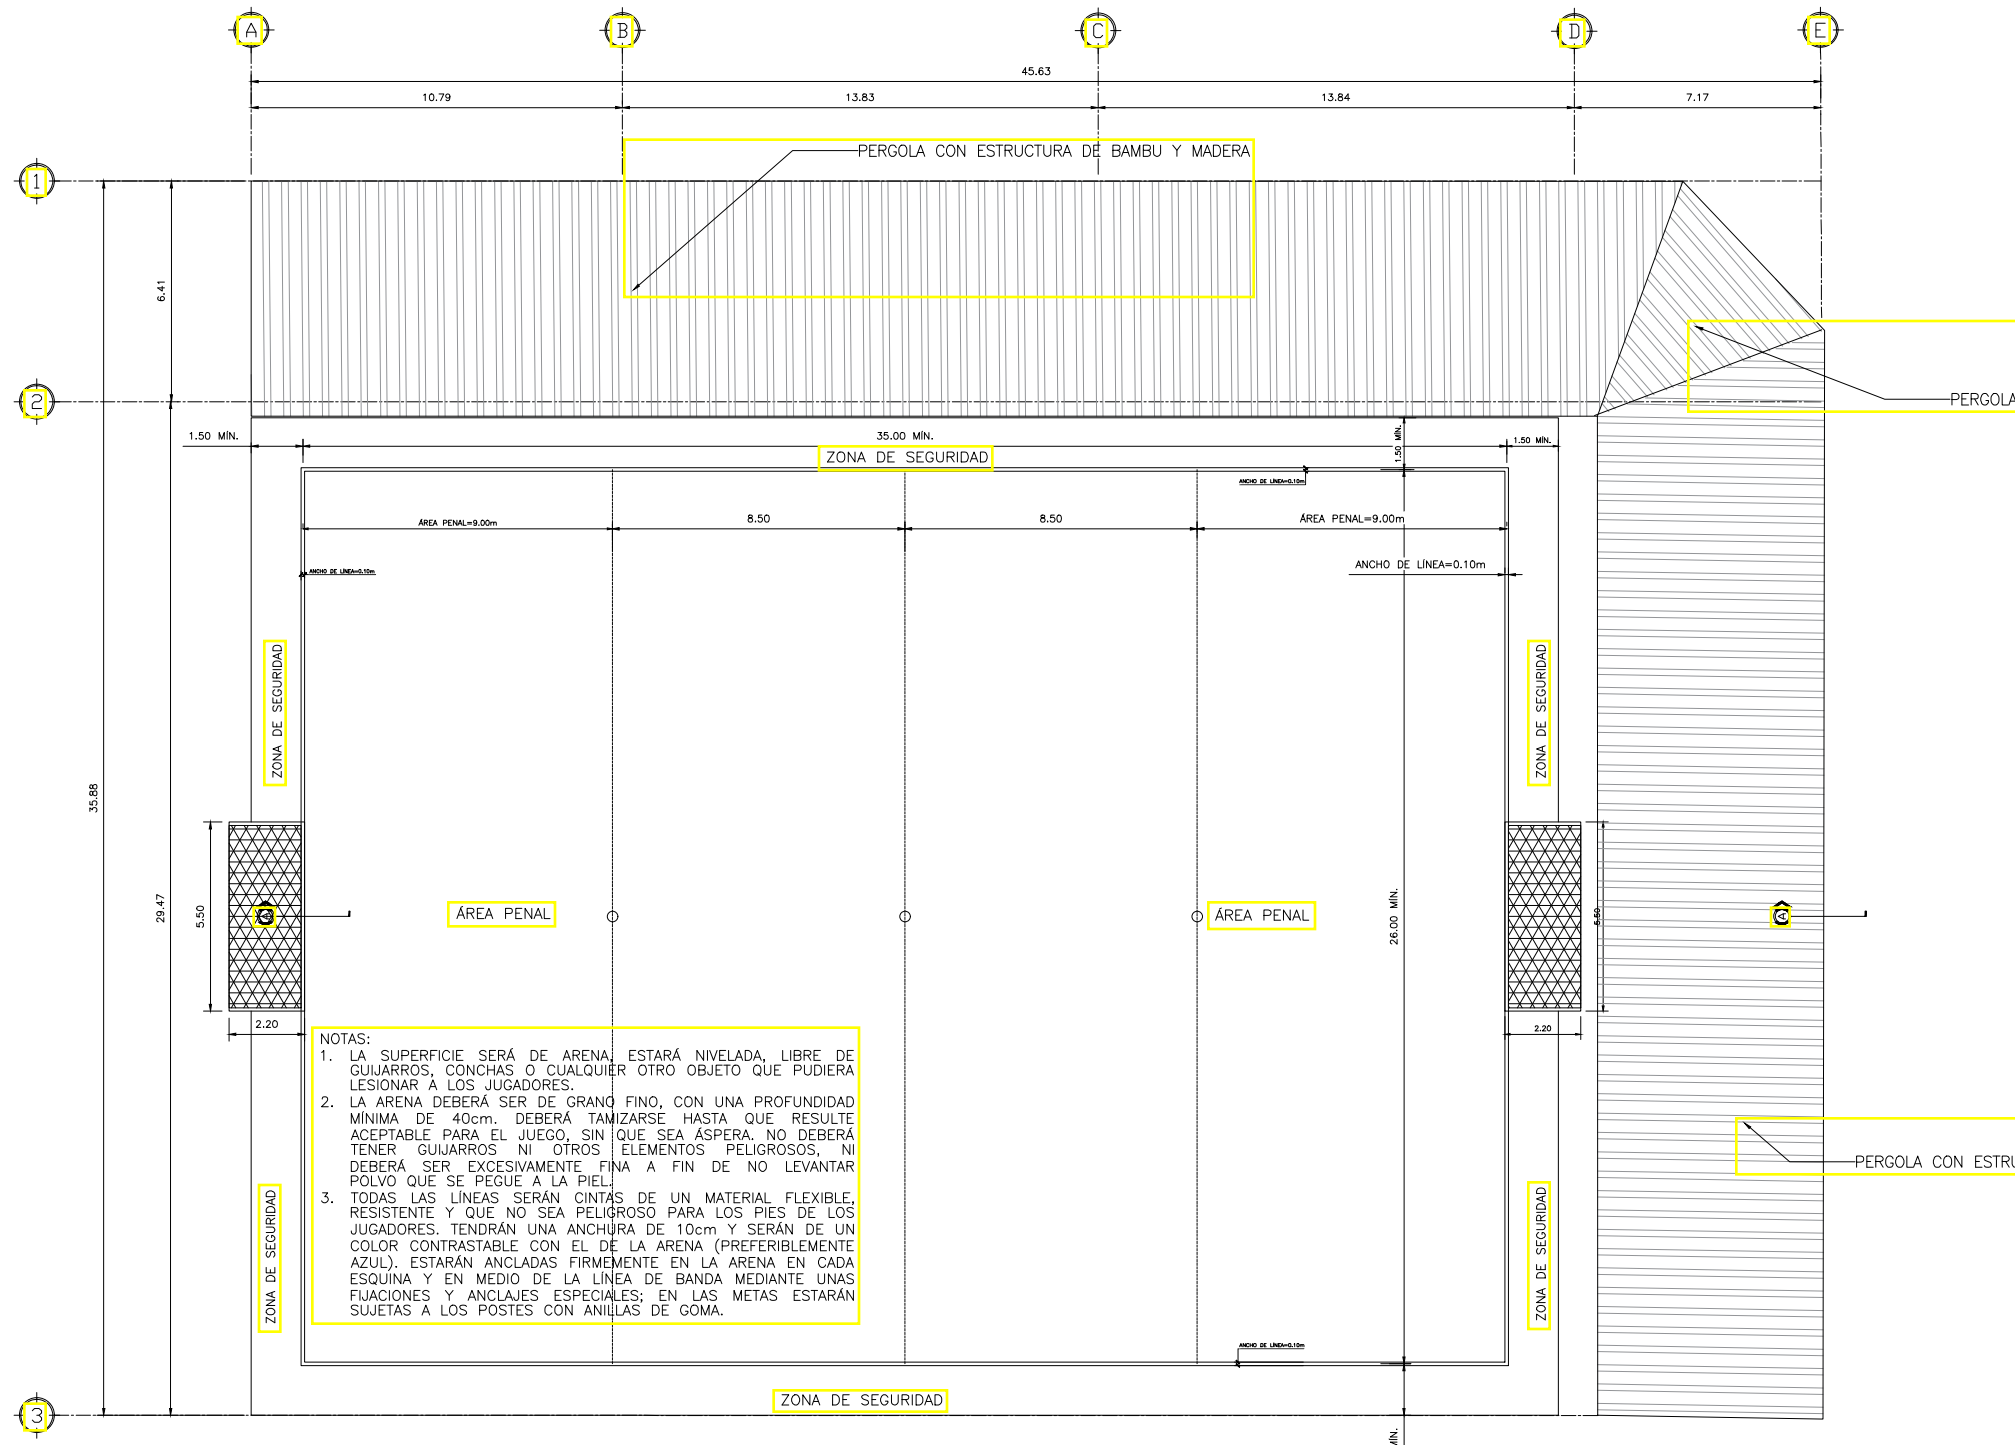 A B C D E
45.63
10.79 13.83 13.84 7.17
PERGOLA CON ESTRUCTURA DE BAMBU Y MADERA
1
6.41
2
PERGOLA
1.50 MÍN. 35.00 MÍN. 1.50 MÍN. 1.50 MÍN.
ZONA DE SEGURIDAD
ANCHO DE LÍNEA=0.10m
ÁREA PENAL=9.00m 8.50 8.50 ÁREA PENAL=9.00m
ANCHO DE LÍNEA=0.10m
ANCHO DE LÍNEA=0.10m
ZONA DE SEGURIDAD
ZONA DE SEGURIDAD
35.88
29.47
5.50
A
ÁREA PENAL
ÁREA PENAL
26.00 MÍN.
5.50
A
2.20
2.20
NOTAS:
1. LA SUPERFICIE SERÁ DE ARENA, ESTARÁ NIVELADA, LIBRE DE
GUIJARROS, CONCHAS O CUALQUIER OTRO OBJETO QUE PUDIERA
LESIONAR A LOS JUGADORES.
2. LA ARENA DEBERÁ SER DE GRANO FINO, CON UNA PROFUNDIDAD
MÍNIMA DE 40cm. DEBERÁ TAMIZARSE HASTA QUE RESULTE
ACEPTABLE PARA EL JUEGO, SIN QUE SEA ÁSPERA. NO DEBERÁ
TENER GUIJARROS NI OTROS ELEMENTOS PELIGROSOS, NI
DEBERÁ SER EXCESIVAMENTE FINA A FIN DE NO LEVANTAR
POLVO QUE SE PEGUE A LA PIEL.
3. TODAS LAS LÍNEAS SERÁN CINTAS DE UN MATERIAL FLEXIBLE,
RESISTENTE Y QUE NO SEA PELIGROSO PARA LOS PIES DE LOS
JUGADORES. TENDRÁN UNA ANCHURA DE 10cm Y SERÁN DE UN
COLOR CONTRASTABLE CON EL DE LA ARENA (PREFERIBLEMENTE
AZUL). ESTARÁN ANCLADAS FIRMEMENTE EN LA ARENA EN CADA
ESQUINA Y EN MEDIO DE LA LÍNEA DE BANDA MEDIANTE UNAS
FIJACIONES Y ANCLAJES ESPECIALES; EN LAS METAS ESTARÁN
SUJETAS A LOS POSTES CON ANILLAS DE GOMA.
PERGOLA CON ESTRU
ZONA DE SEGURIDAD
ZONA DE SEGURIDAD
ANCHO DE LÍNEA=0.10m
ZONA DE SEGURIDAD
3
MÍN.